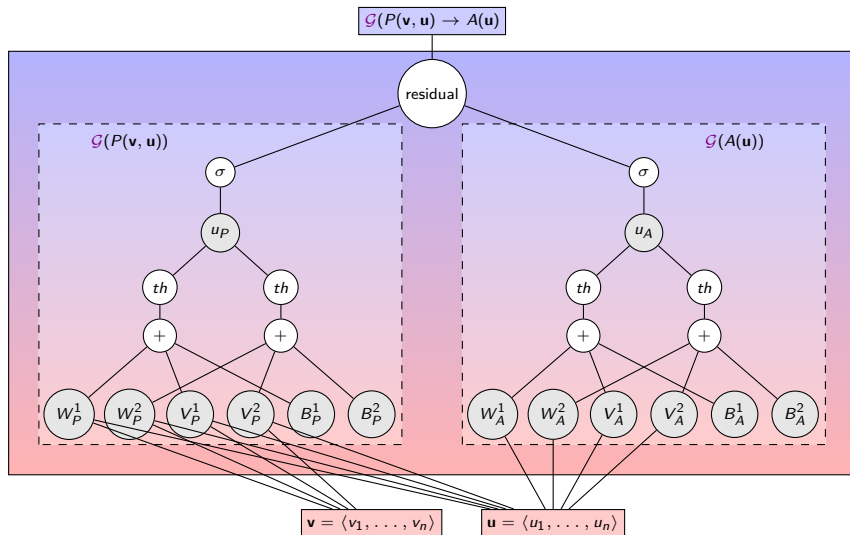 𝒢(P(𝐯, 𝐮) → A(𝐮)
residual
𝒢(P(𝐯, 𝐮)) 𝒢(A(𝐮))
σ σ
u_P u_A
th th th th
+ + + +
W_P^1 W_P^2 V_P^1 V_P^2 B_P^1 B_P^2 W_A^1 W_A^2 V_A^1 V_A^2 B_A^1 B_A^2
𝐯 = ⟨v_1, . . . , v_n⟩ 𝐮 = ⟨u_1, . . . , u_n⟩